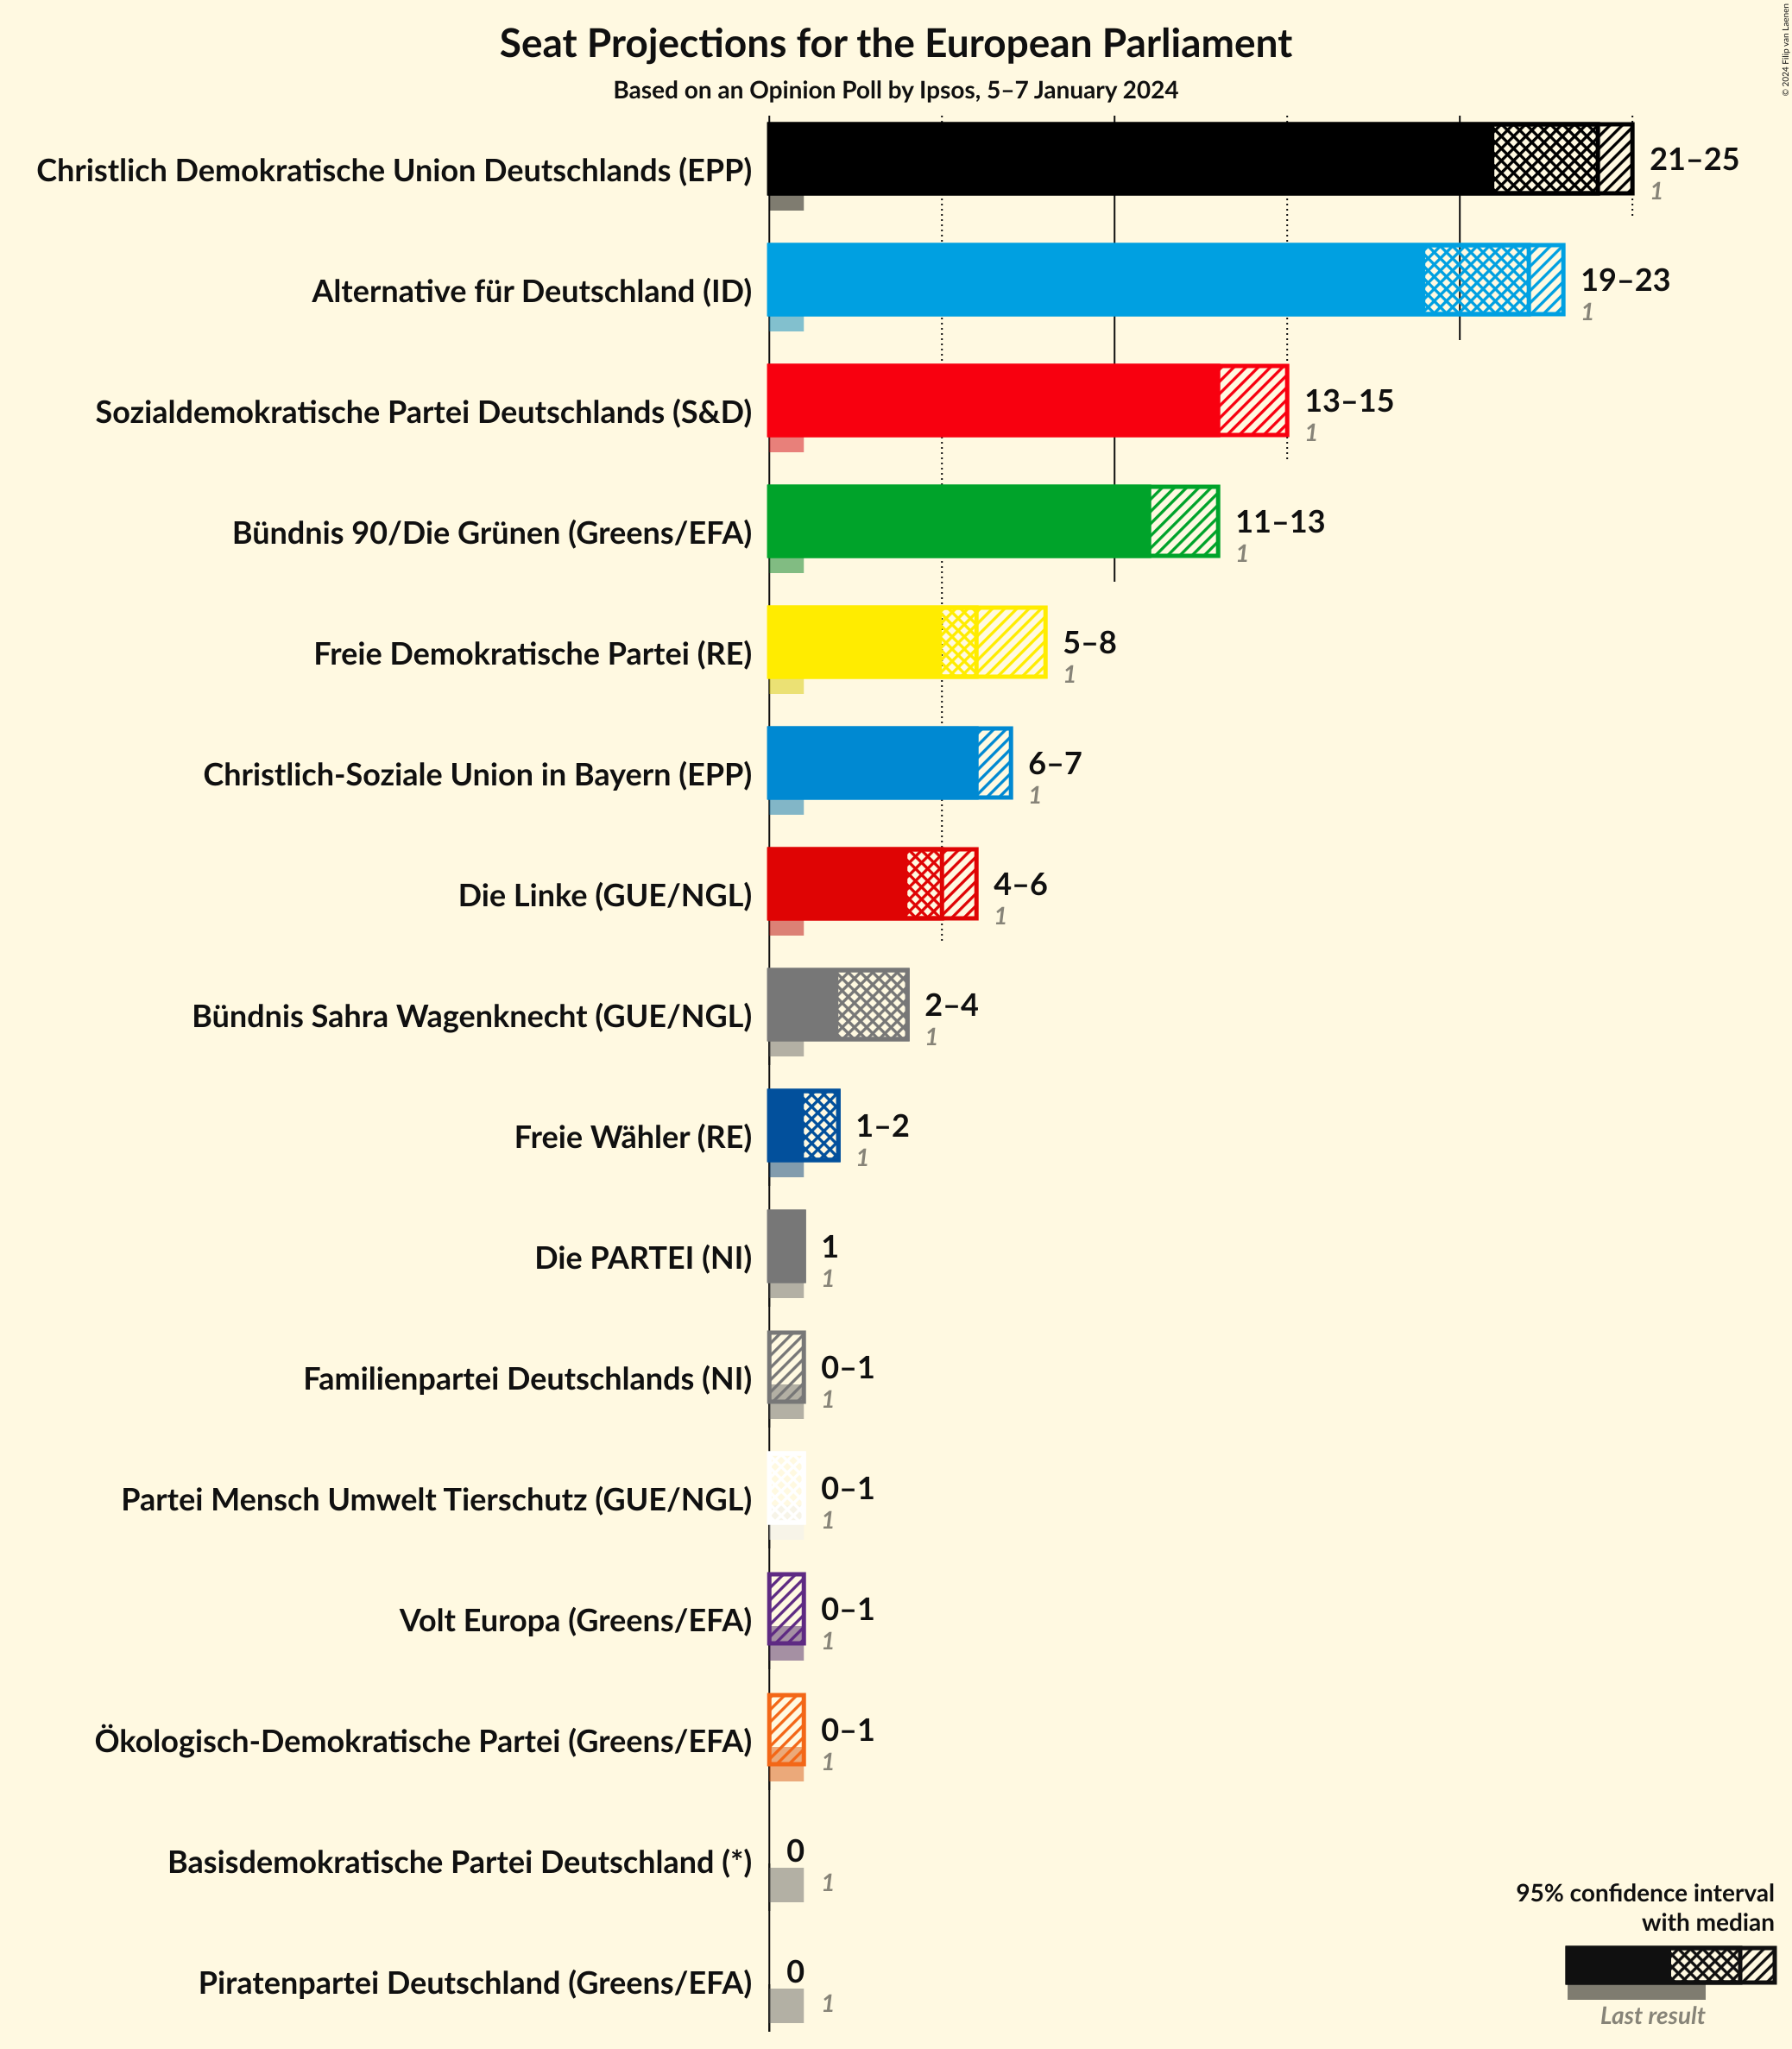 Seat Projections for the European Parliament
Based on an Opinion Poll by Ipsos, 5–7 January 2024
© 2024 Filip van Laenen
Christlich Demokratische Union Deutschlands (EPP)
21–25
1
Alternative für Deutschland (ID)
19–23
1
Sozialdemokratische Partei Deutschlands (S&D)
13–15
1
Bündnis 90/Die Grünen (Greens/EFA)
11–13
1
Freie Demokratische Partei (RE)
5–8
1
Christlich-Soziale Union in Bayern (EPP)
6–7
1
Die Linke (GUE/NGL)
4–6
1
Bündnis Sahra Wagenknecht (GUE/NGL)
2–4
1
Freie Wähler (RE)
1–2
1
Die PARTEI (NI)
1
1
Familienpartei Deutschlands (NI)
0–1
1
Partei Mensch Umwelt Tierschutz (GUE/NGL)
0–1
1
Volt Europa (Greens/EFA)
0–1
1
Ökologisch-Demokratische Partei (Greens/EFA)
0–1
1
Basisdemokratische Partei Deutschland (*)
0
1
Piratenpartei Deutschland (Greens/EFA)
0
1
95% confidence interval
with median
Last result